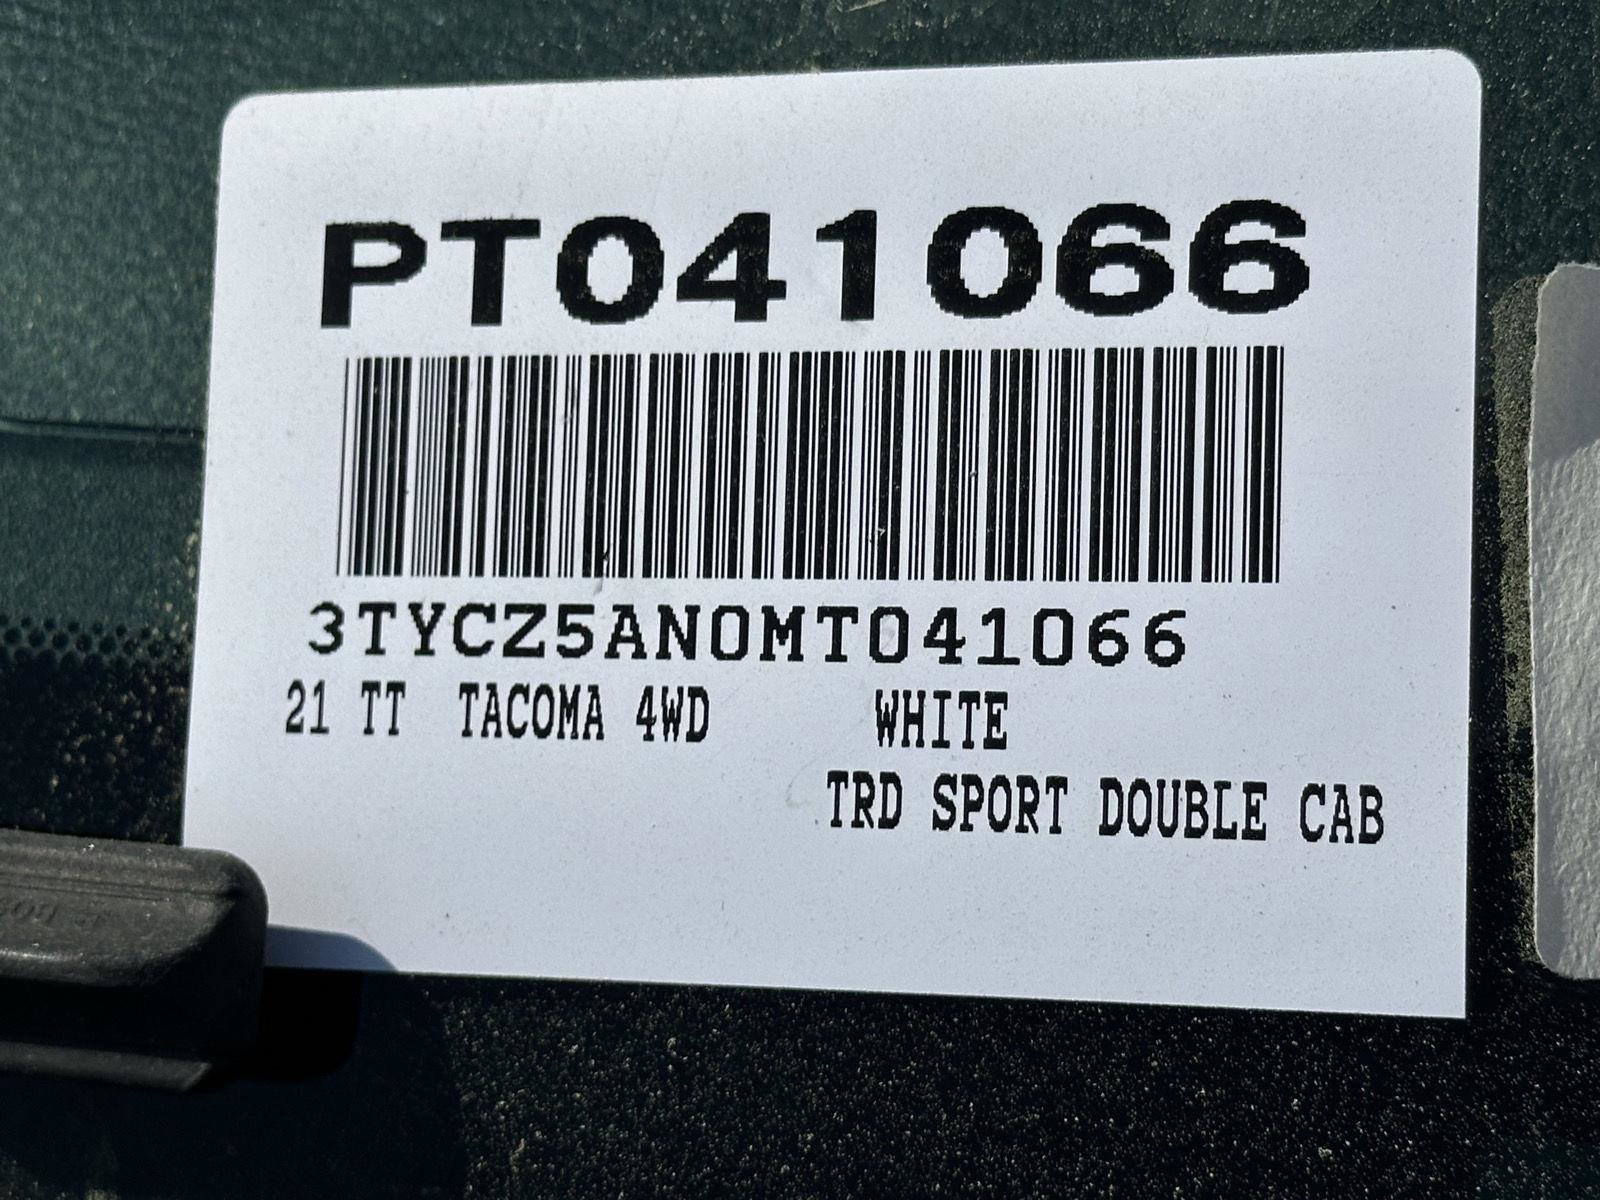 PT041066
3TYCZ5AN0MT041066
21 TT TACOMA 4WD WHITE
TRD SPORT DOUBLE CAB